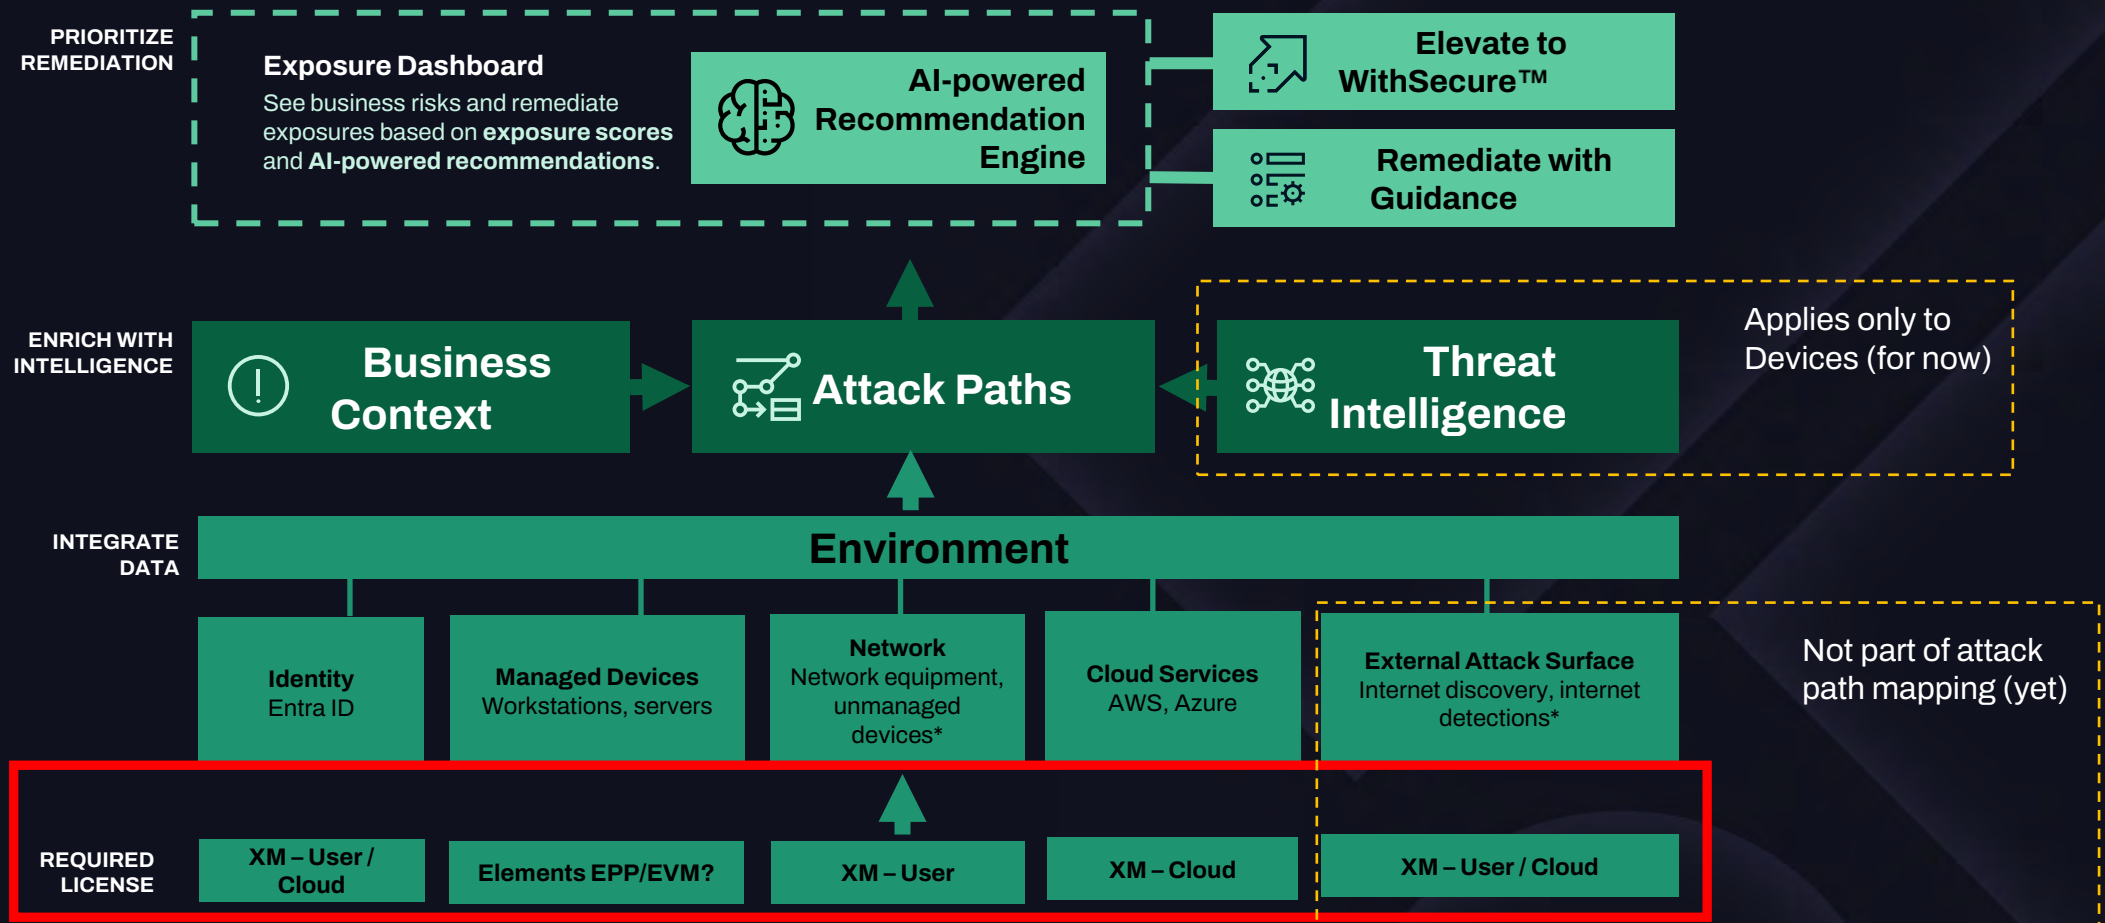 PRIORITIZE
REMEDIATION
Exposure Dashboard
See business risks and remediate
exposures based on exposure scores
and AI-powered recommendations.
AI-powered
Recommendation
Engine
Elevate to
WithSecure™
Remediate with
Guidance
ENRICH WITH
INTELLIGENCE
Business
Context
Attack Paths
Threat
Intelligence
Applies only to
Devices (for now)
INTEGRATE
DATA
Environment
Identity
Entra ID
Managed Devices
Workstations, servers
Network
Network equipment,
unmanaged
devices*
Cloud Services
AWS, Azure
External Attack Surface
Internet discovery, internet
detections*
Not part of attack
path mapping (yet)
REQUIRED
LICENSE
XM – User /
Cloud
Elements EPP/EVM?
XM – User
XM – Cloud
XM – User / Cloud